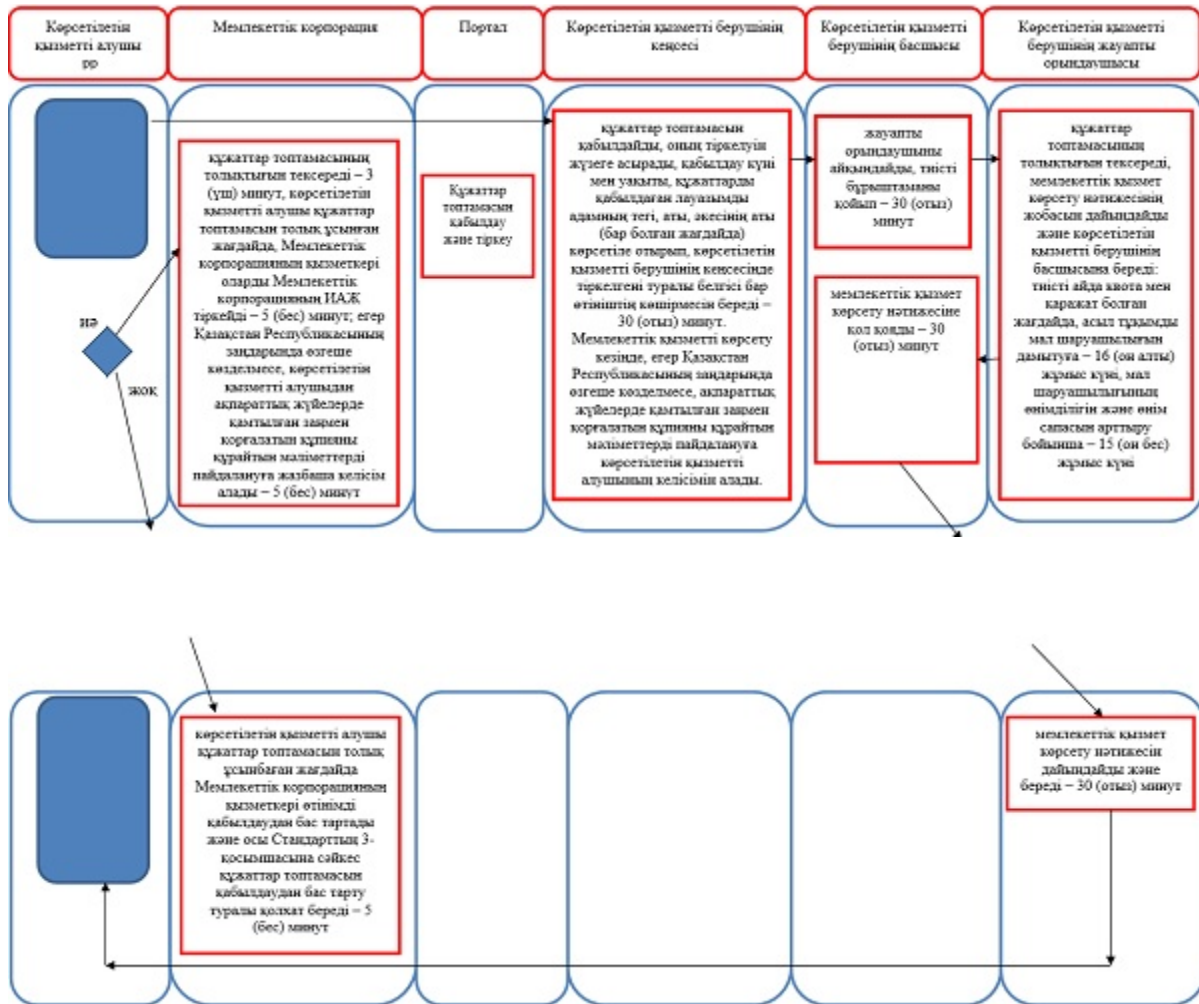 Көрсетілетін
қызметті алушы
рр
Мемлекеттік корпорация
Портал
Көрсетілетін қызметті берушінің
кеңсесі
Көрсетілетін қызметті
берушінің басшысы
Көрсетілетін қызметті
берушінің жауапты
орындаушысы
иә
жоқ
құжаттар топтамасының
толықтығын тексереді – 3
(үш) минут, көрсетілетін
қызметті алушы құжаттар
топтамасын толық ұсынған
жағдайда, Мемлекеттік
корпорацияның қызметкері
оларды Мемлекеттік
корпорацияның ИАЖ
тіркейді – 5 (бес) минут; егер
Қазақстан Республикасының
заңдарында өзгеше
көзделмесе, көрсетілетін
қызметті алушыдан
ақпараттық жүйелерде
қамтылған заңмен
қорғалатын құпияны
құрайтын мәліметтерді
пайдалануға жазбаша келісім
алады – 5 (бес) минут
Құжаттар
топтамасын
қабылдау
және тіркеу
құжаттар топтамасын
қабылдайды, оның тіркелуін
жүзеге асырады, қабылдау күні
мен уақыты, құжаттарды
қабылдаған лауазымды
адамның тегі, аты, әкесінің аты
(бар болған жағдайда)
көрсетіле отырып, көрсетілетін
қызметті берушінің кеңсесінде
тіркелгені туралы белгісі бар
өтініштің көшірмесін береді –
30 (отыз) минут.
Мемлекеттік қызметті көрсету
кезінде, егер Қазақстан
Республикасының заңдарында
өзгеше көзделмесе, ақпараттық
жүйелерде қамтылған заңмен
қорғалатын құпияны құрайтын
мәліметтерді пайдалануға
көрсетілетін қызметті
алушының келісімін алады.
жауапты
орындаушыны
айқындайды, тиісті
бұрыштаманы
қойып – 30 (отыз)
минут
мемлекеттік қызмет
көрсету нәтижесіне
қол қояды – 30
(отыз) минут
құжаттар
топтамасының
толықтығын тексереді,
мемлекеттік қызмет
көрсету нәтижесінің
жобасын дайындайды
және көрсетілетін
қызметті берушінің
басшысына береді:
тиісті айда квота мен
қаражат болған
жағдайда, асыл тұқымды
мал шаруашылығын
дамытуға – 16 (он алты)
жұмыс күні, мал
шаруашылығының
өнімділігін және өнім
сапасын арттыру
бойынша – 15 (он бес)
жұмыс күні
көрсетілетін қызметті алушы
құжаттар топтамасын толық
ұсынбаған жағдайда
Мемлекеттік корпорацияның
қызметкері өтінімді
қабылдаудан бас тартады
және осы Стандарттың 3-
қосымшасына сәйкес
құжаттар топтамасын
қабылдаудан бас тарту
туралы қолхат береді – 5
(бес) минут
мемлекеттік қызмет
көрсету нәтижесін
дайындайды және
береді – 30 (отыз) минут